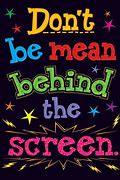 Don't
be mean
behind
the
screen.